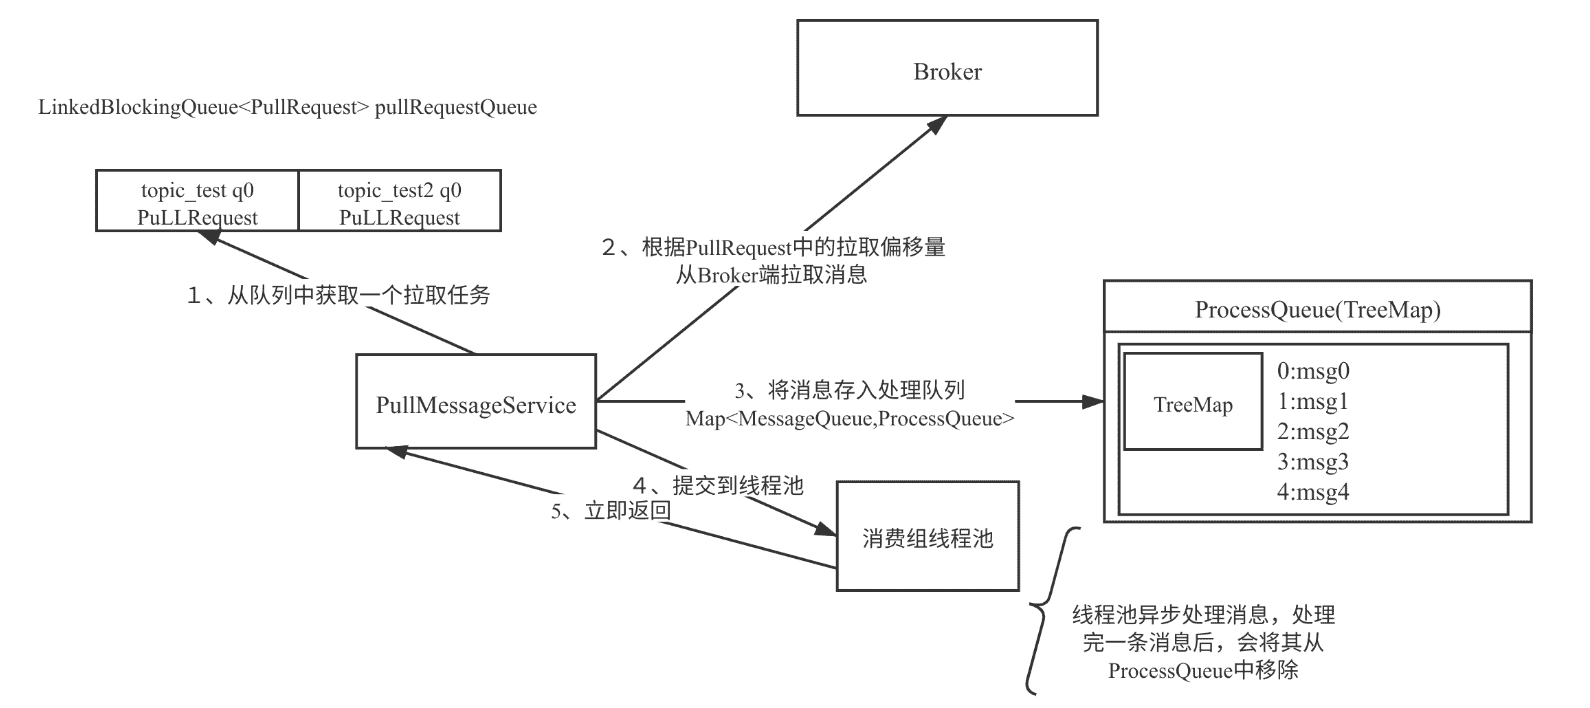 Broker
LinkedBlockingQueue<PullRequest> pullRequestQueue
topic_test q0
PuLLRequest
topic_test2 q0
PuLLRequest
2、根据PullRequest中的拉取偏移量
从Broker端拉取消息
1、从队列中获取一个拉取任务
ProcessQueue(TreeMap)
PullMessageService
3、将消息存入处理队列
Map<MessageQueue,ProcessQueue>
TreeMap
0:msg0
1:msg1
2:msg2
3:msg3
4:msg4
4、提交到线程池
5、立即返回
消费组线程池
线程池异步处理消息，处理
完一条消息后，会将其从
ProcessQueue中移除